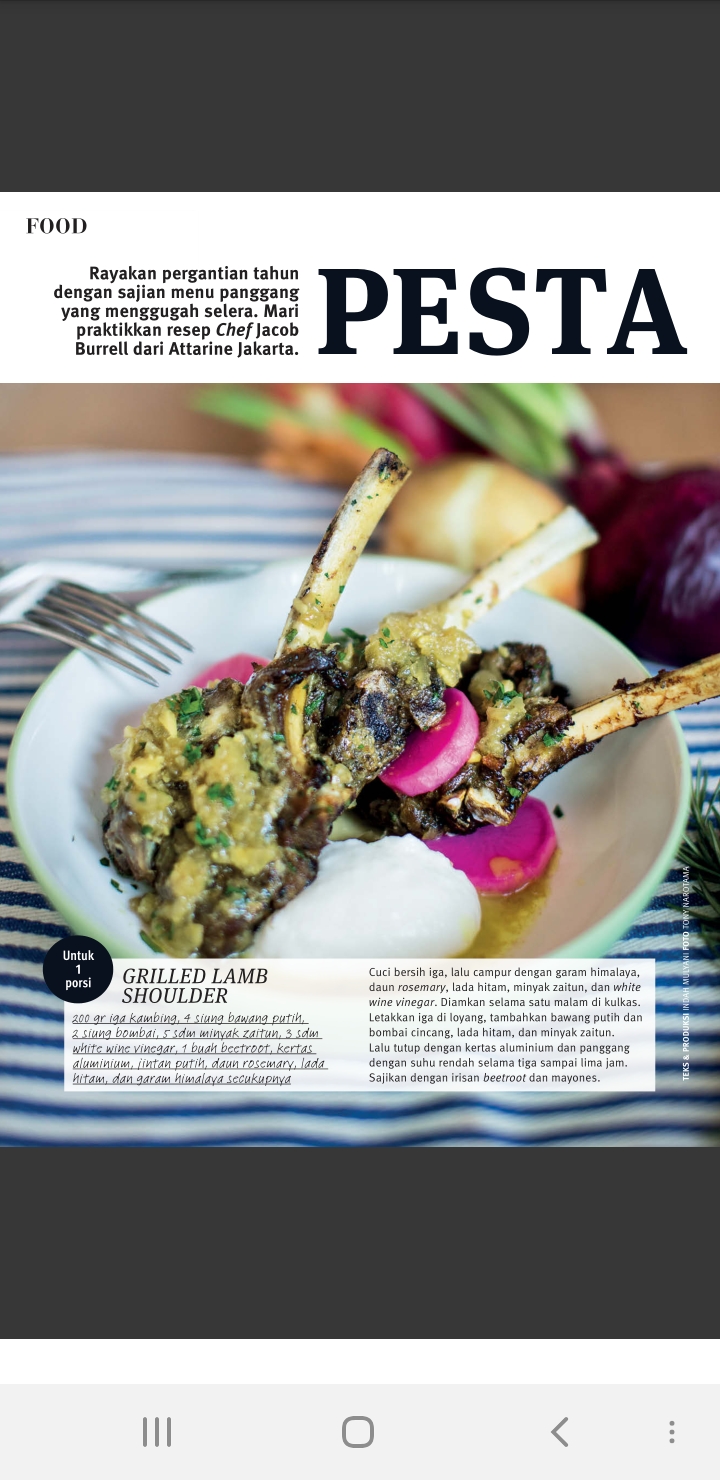 FOOD
Rayakan pergantian tahun
dengan sajian menu panggang
yang menggugah selera. Mari
praktikkan resep Chef Jacob
Burrell dari Attarine Jakarta.
PESTA
Untuk
1
porsi
GRILLED LAMB
SHOULDER
200 gr iga kambing, 4 siung bawang putih,
2 siung bombai, 5 sdm minyak zaitun, 3 sdm
white wine vinegar, 1 buah beetroot, kertas
aluminium, jintan putih, daun rosemary, lada
hitam, dan garam himalaya secukupnya
Cuci bersih iga, lalu campur dengan garam himalaya,
daun rosemary, lada hitam, minyak zaitun, dan white
wine vinegar. Diamkan selama satu malam di kulkas.
Letakkan iga di loyang, tambahkan bawang putih dan
bombai cincang, lada hitam, dan minyak zaitun.
Lalu tutup dengan kertas aluminium dan panggang
dengan suhu rendah selama tiga sampai lima jam.
Sajikan dengan irisan beetroot dan mayones.
TEKS & PRODUKSI INDAH MULYANI FOTO TONY NAROTAMA